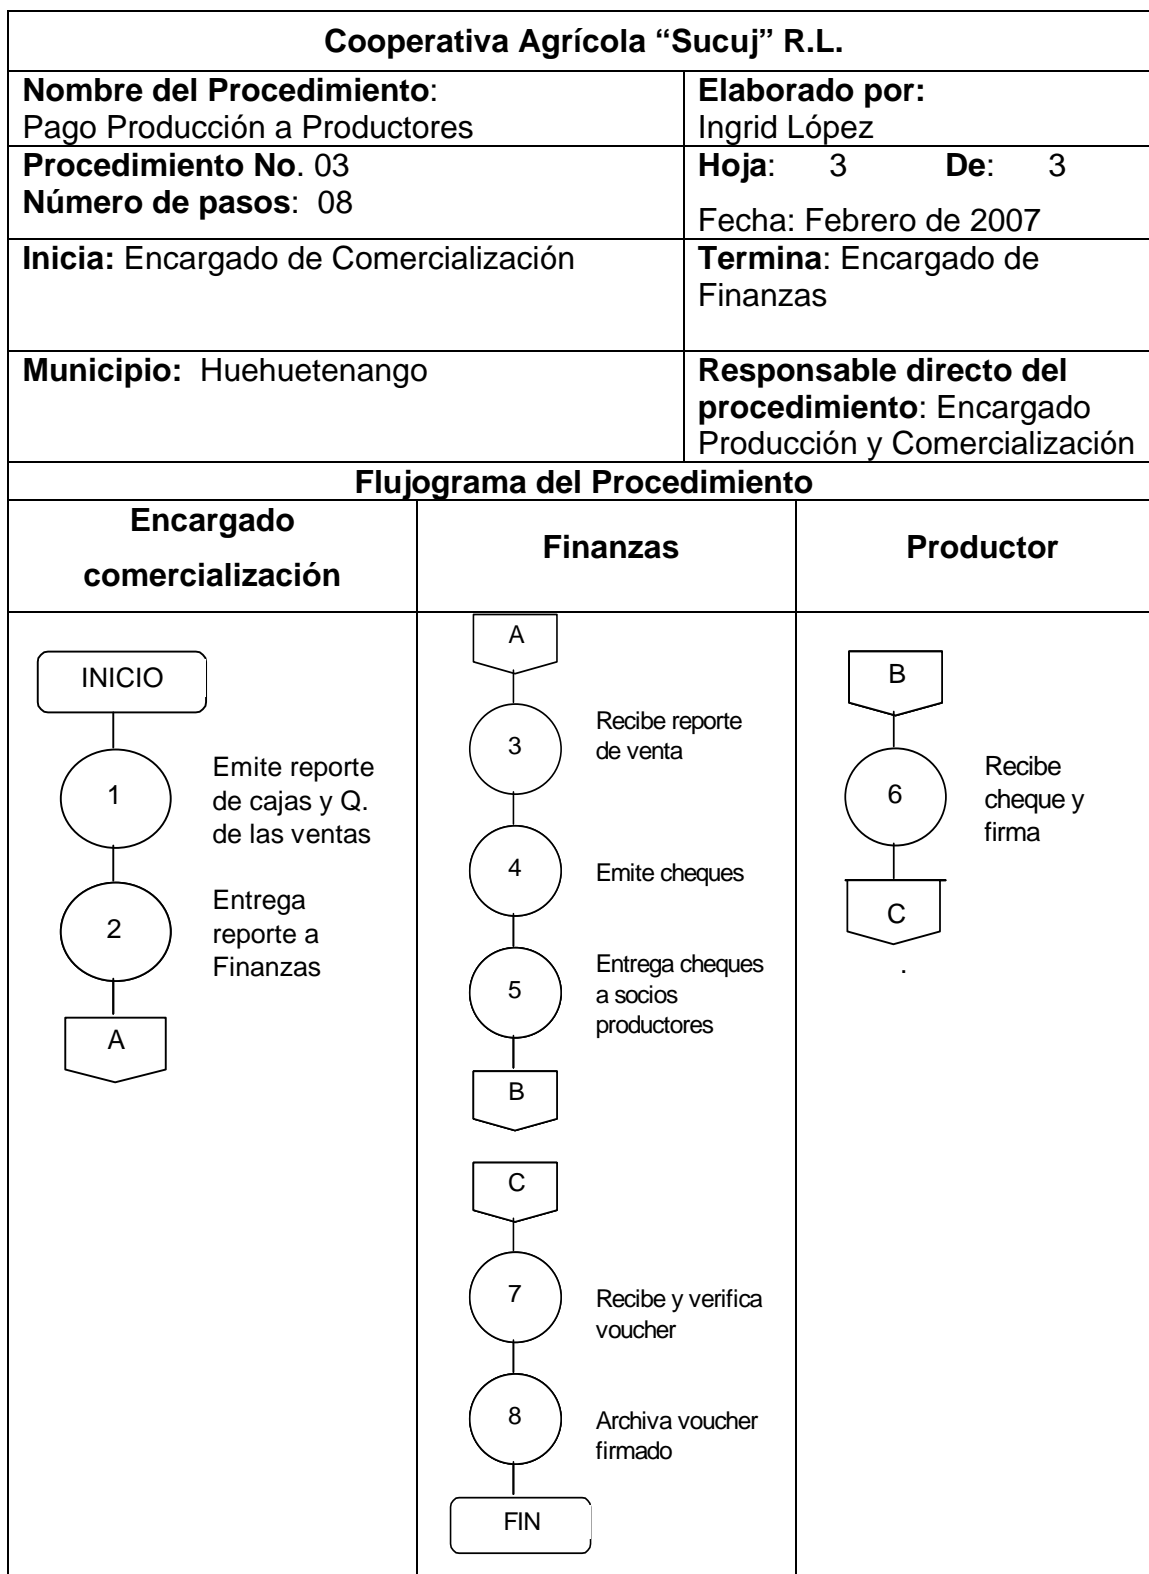 Cooperativa Agrícola “Sucuj” R.L.
Nombre del Procedimiento:
Pago Producción a Productores
Elaborado por:
Ingrid López
Procedimiento No. 03
Número de pasos: 08
Hoja: 3 De: 3
Fecha: Febrero de 2007
Inicia: Encargado de Comercialización
Termina: Encargado de
Finanzas
Municipio: Huehuetenango
Responsable directo del
procedimiento: Encargado
Producción y Comercialización
Flujograma del Procedimiento
Encargado
comercialización
Finanzas
Productor
INICIO
1
Emite reporte
de cajas y Q.
de las ventas
2
Entrega
reporte a
Finanzas
A
A
3
Recibe reporte
de venta
4
Emite cheques
5
Entrega cheques
a socios
productores
B
C
7
Recibe y verifica
voucher
8
Archiva voucher
firmado
FIN
B
6
Recibe
cheque y
firma
C
.